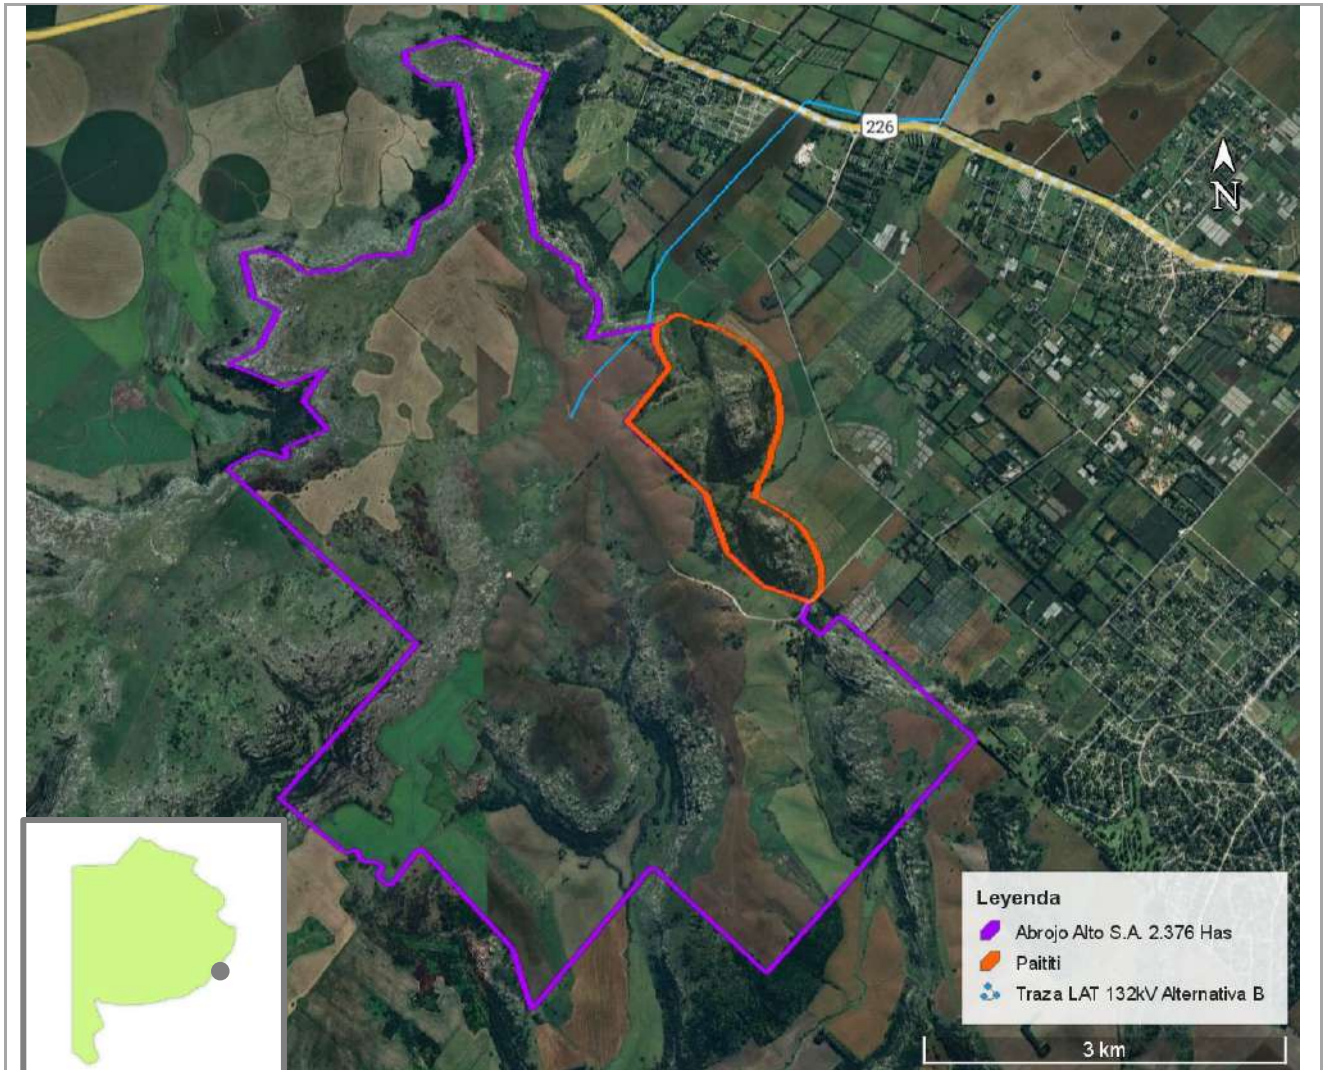 226
N
Leyenda
Abrojo Alto S.A. 2.376 Has
Paititi
Traza LAT 132kV Alternativa B
3 km